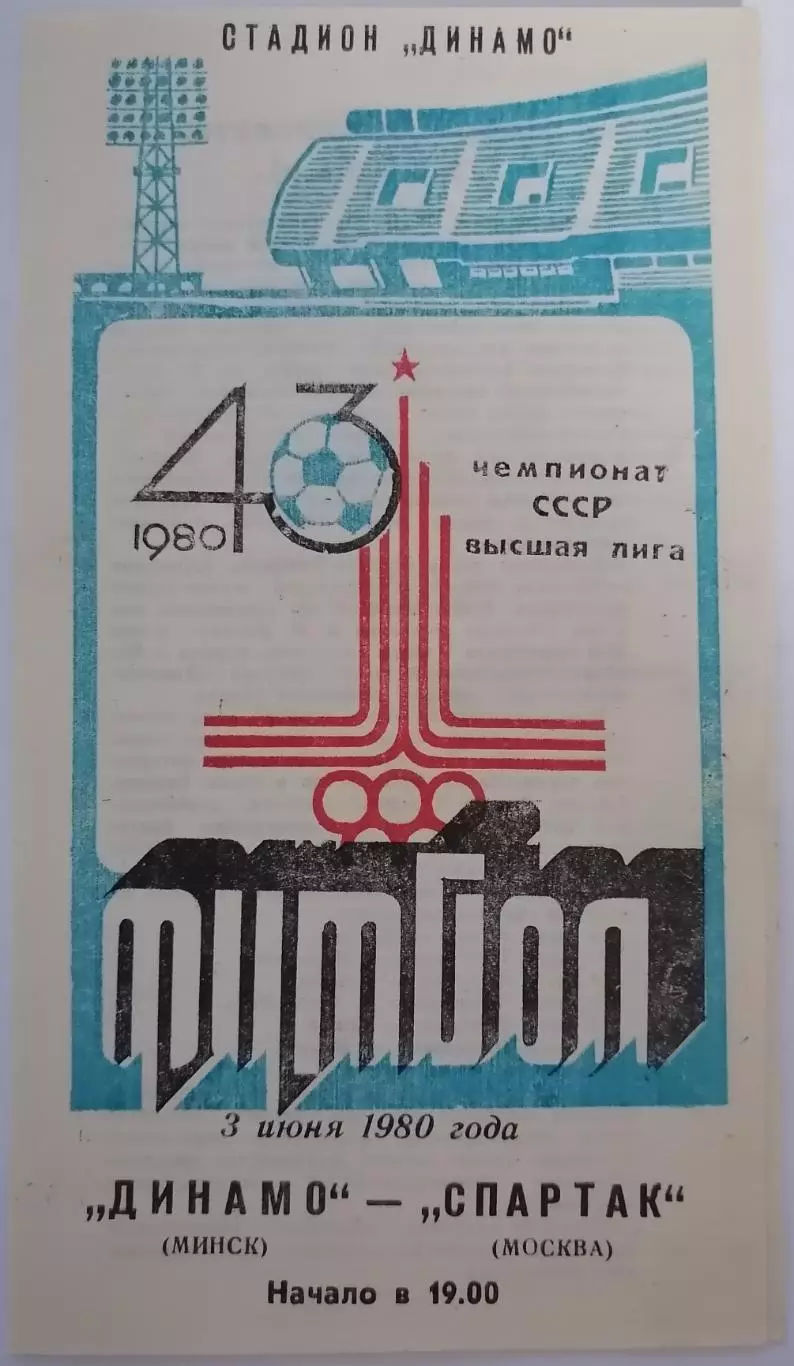 СТАДИОН „ДИНАМО“
43
1980
чемпионат
СССР
высшая лига
ФУТБОЛ
3 июня 1980 года
„ДИНАМО“ — „СПАРТАК“
(МИНСК) (МОСКВА)
Начало в 19.00